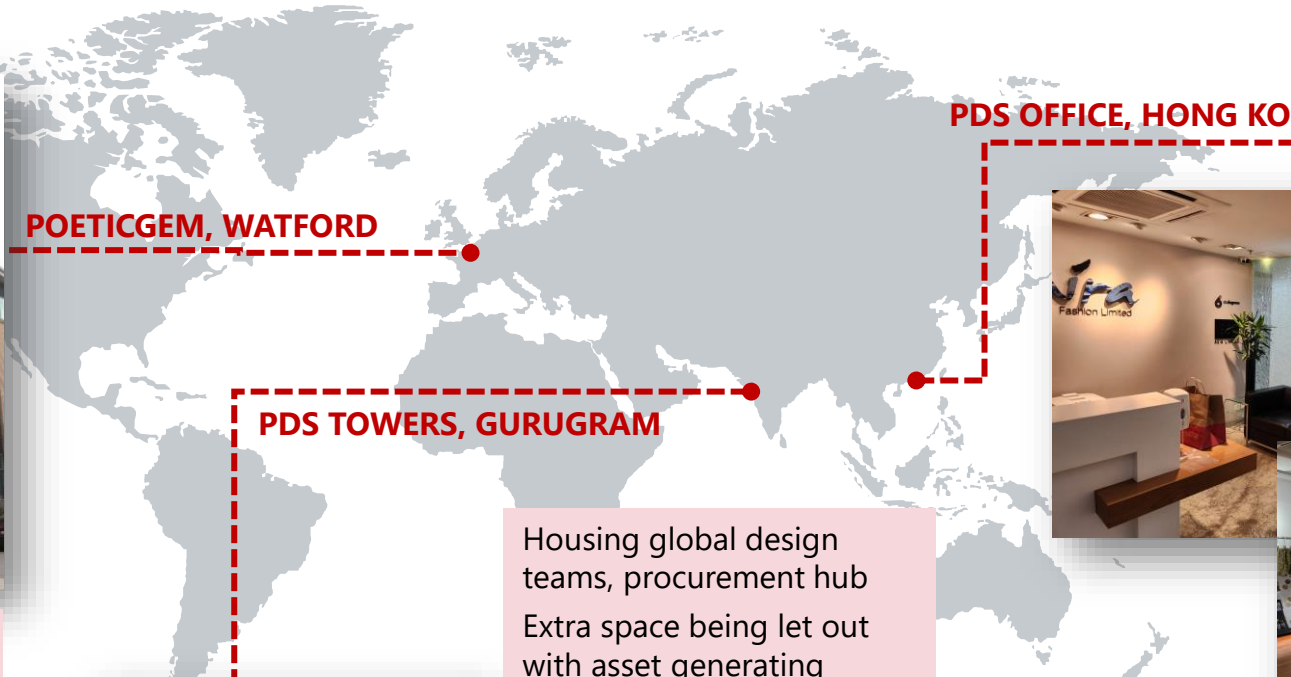 PDS OFFICE, HONG KO
POETICGEM, WATFORD
Fashion Limited
PDS TOWERS, GURUGRAM
Housing global design
teams, procurement hub
Extra space being let out
with asset generating